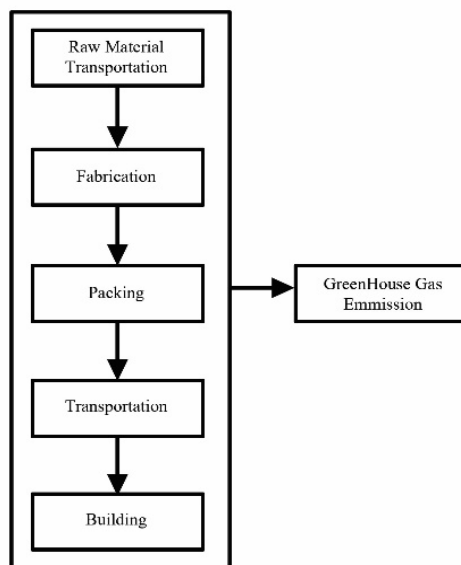 Raw Material
Transportation
Fabrication
Packing
GreenHouse Gas
Emmission
Transportation
Building